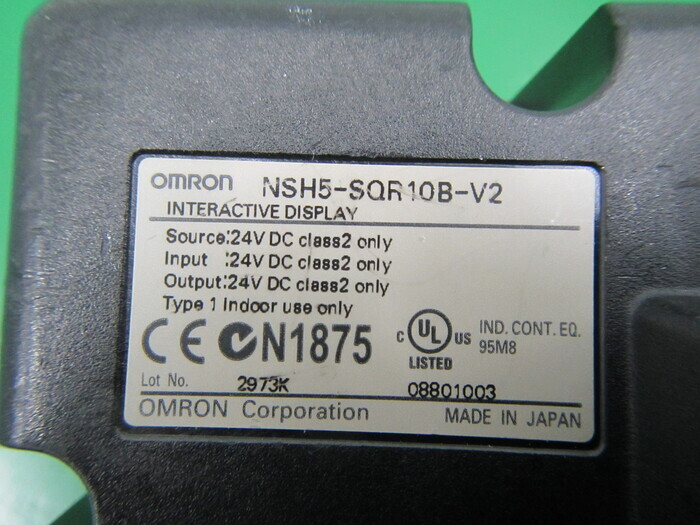 OMRON NSH5-SQR10B-V2
INTERACTIVE DISPLAY
Source:24V DC class2 only
Input :24V DC class2 only
Output:24V DC class2 only
Type 1 Indoor use only
CE N1875
C UL US LISTED IND. CONT. EQ. 95M8
Lot No. 2973K 08801003
OMRON Corporation MADE IN JAPAN